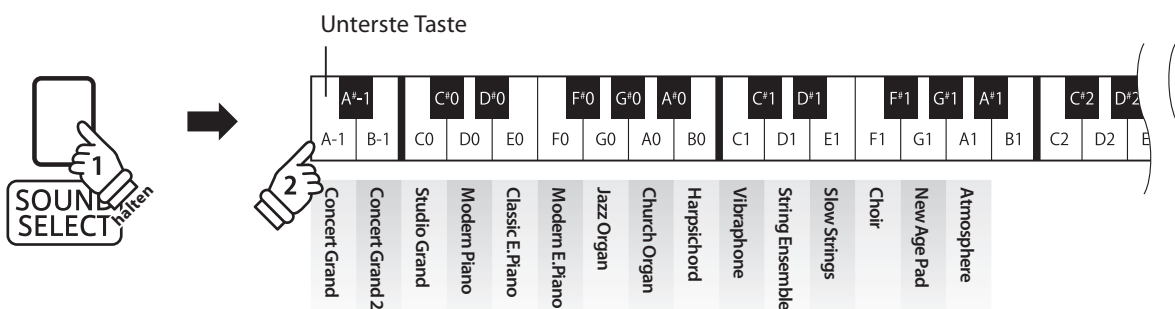 Unterste Taste
A#-1 C#0 D#0 F#0 G#0 A#0 C#1 D#1 F#1 G#1 A#1 C#2 D#2
A-1 B-1 C0 D0 E0 F0 G0 A0 B0 C1 D1 E1 F1 G1 A1 B1 C2 D2 E
1
2
SOUND
SELECT
halten
Concert Grand
Concert Grand 2
Studio Grand
Modern Piano
Classic E.Piano
Modern E.Piano
Jazz Organ
Church Organ
Harpsichord
Vibraphone
String Ensemble
Slow Strings
Choir
New Age Pad
Atmosphere